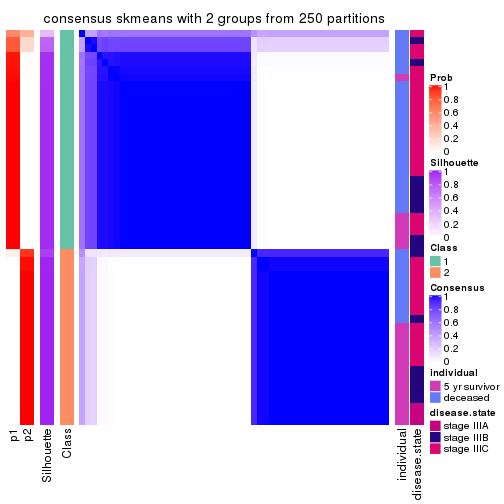 consensus skmeans with 2 groups from 250 partitions
Prob
1
0.8
0.6
0.4
0.2
0
Silhouette
1
0.8
0.6
0.4
0.2
0
Class
1
2
Consensus
1
0.8
0.6
0.4
0.2
0
individual
5 yr survivor
deceased
disease.state
stage IIIA
stage IIIB
stage IIIC
p1
p2
Silhouette
Class
individual
disease.state